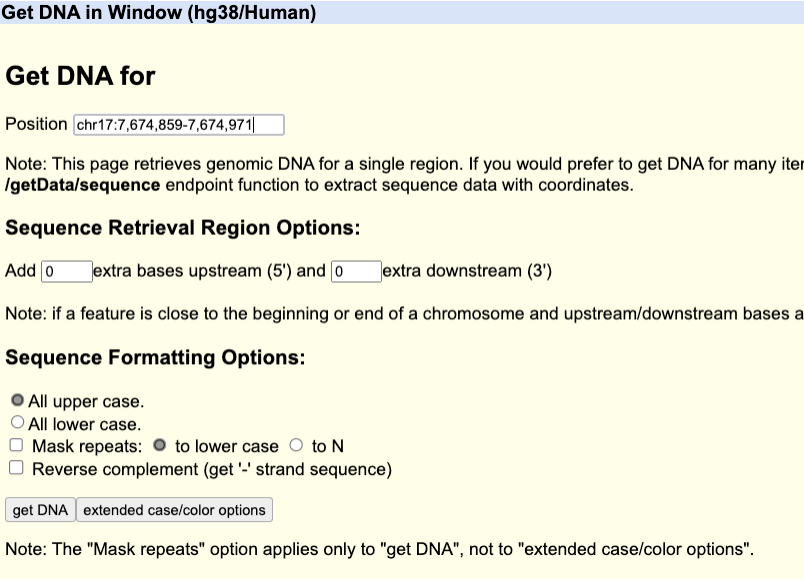 Get DNA in Window (hg38/Human)
Get DNA for
Position chr17:7,674,859-7,674,971
Note: This page retrieves genomic DNA for a single region. If you would prefer to get DNA for many iter
/getData/sequence endpoint function to extract sequence data with coordinates.
Sequence Retrieval Region Options:
Add 0 extra bases upstream (5') and 0 extra downstream (3')
Note: if a feature is close to the beginning or end of a chromosome and upstream/downstream bases a
Sequence Formatting Options:
All upper case.
All lower case.
Mask repeats: to lower case to N
Reverse complement (get '-' strand sequence)
get DNA extended case/color options
Note: The "Mask repeats" option applies only to "get DNA", not to "extended case/color options".